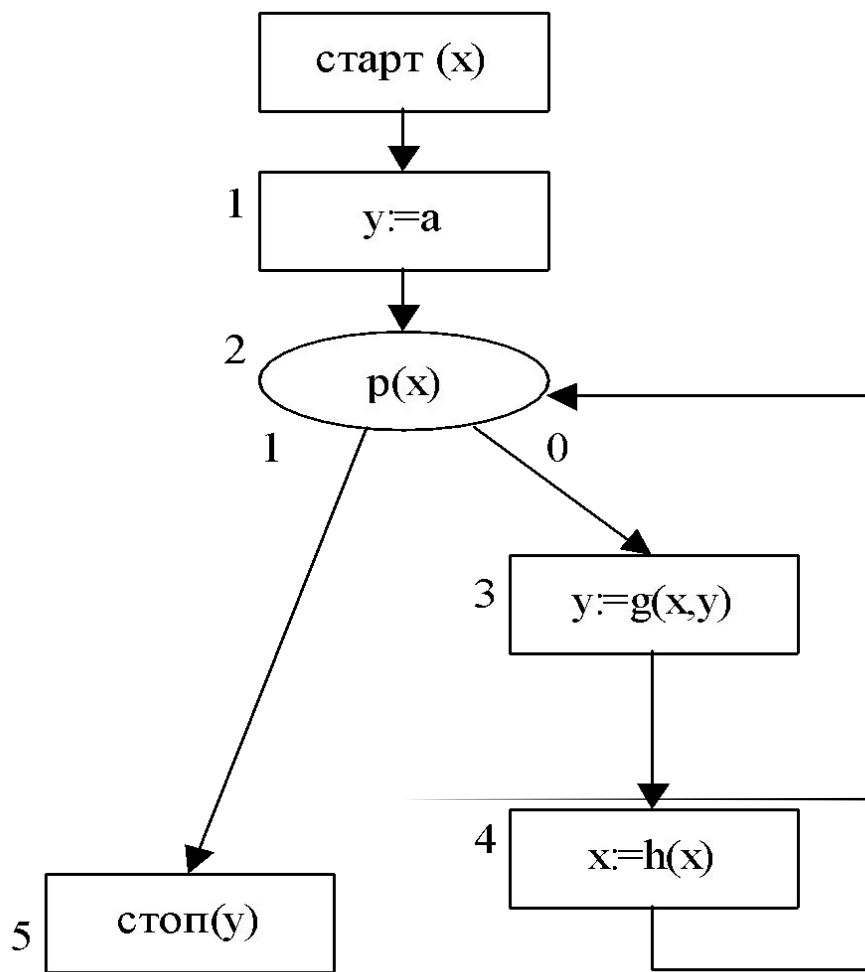 старт (x)
1
y:=a
2
p(x)
1
0
3
y:=g(x,y)
4
x:=h(x)
5
стоп(y)